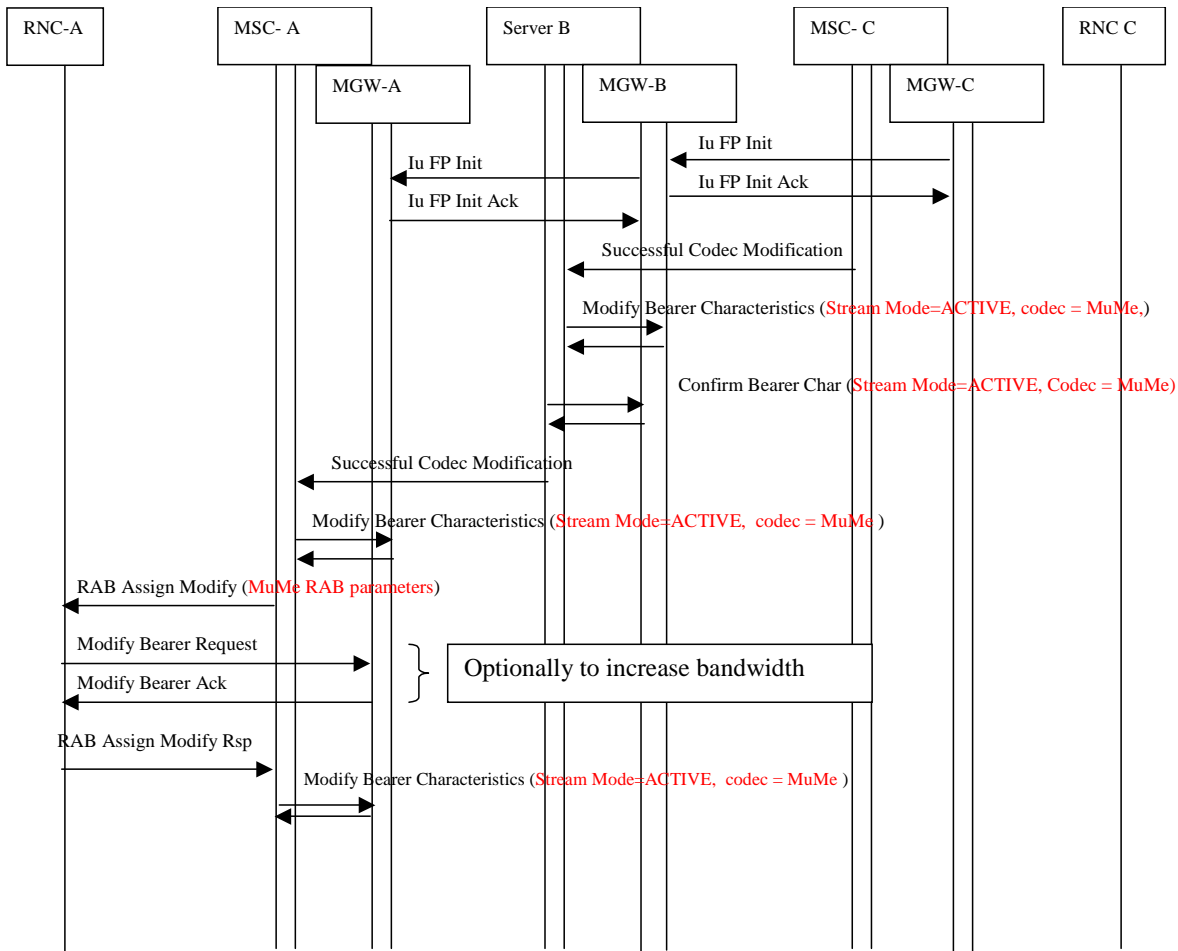 RNC-A
MSC- A
Server B
MSC- C
RNC C
MGW-A
MGW-B
MGW-C
Iu FP Init
Iu FP Init
Iu FP Init Ack
Iu FP Init Ack
Successful Codec Modification
Modify Bearer Characteristics (Stream Mode=ACTIVE, codec = MuMe,)
Confirm Bearer Char (Stream Mode=ACTIVE, Codec = MuMe)
Successful Codec Modification
Modify Bearer Characteristics (Stream Mode=ACTIVE,  codec = MuMe )
RAB Assign Modify (MuMe RAB parameters)
Modify Bearer Request
Optionally to increase bandwidth
Modify Bearer Ack
RAB Assign Modify Rsp
Modify Bearer Characteristics (Stream Mode=ACTIVE,  codec = MuMe )